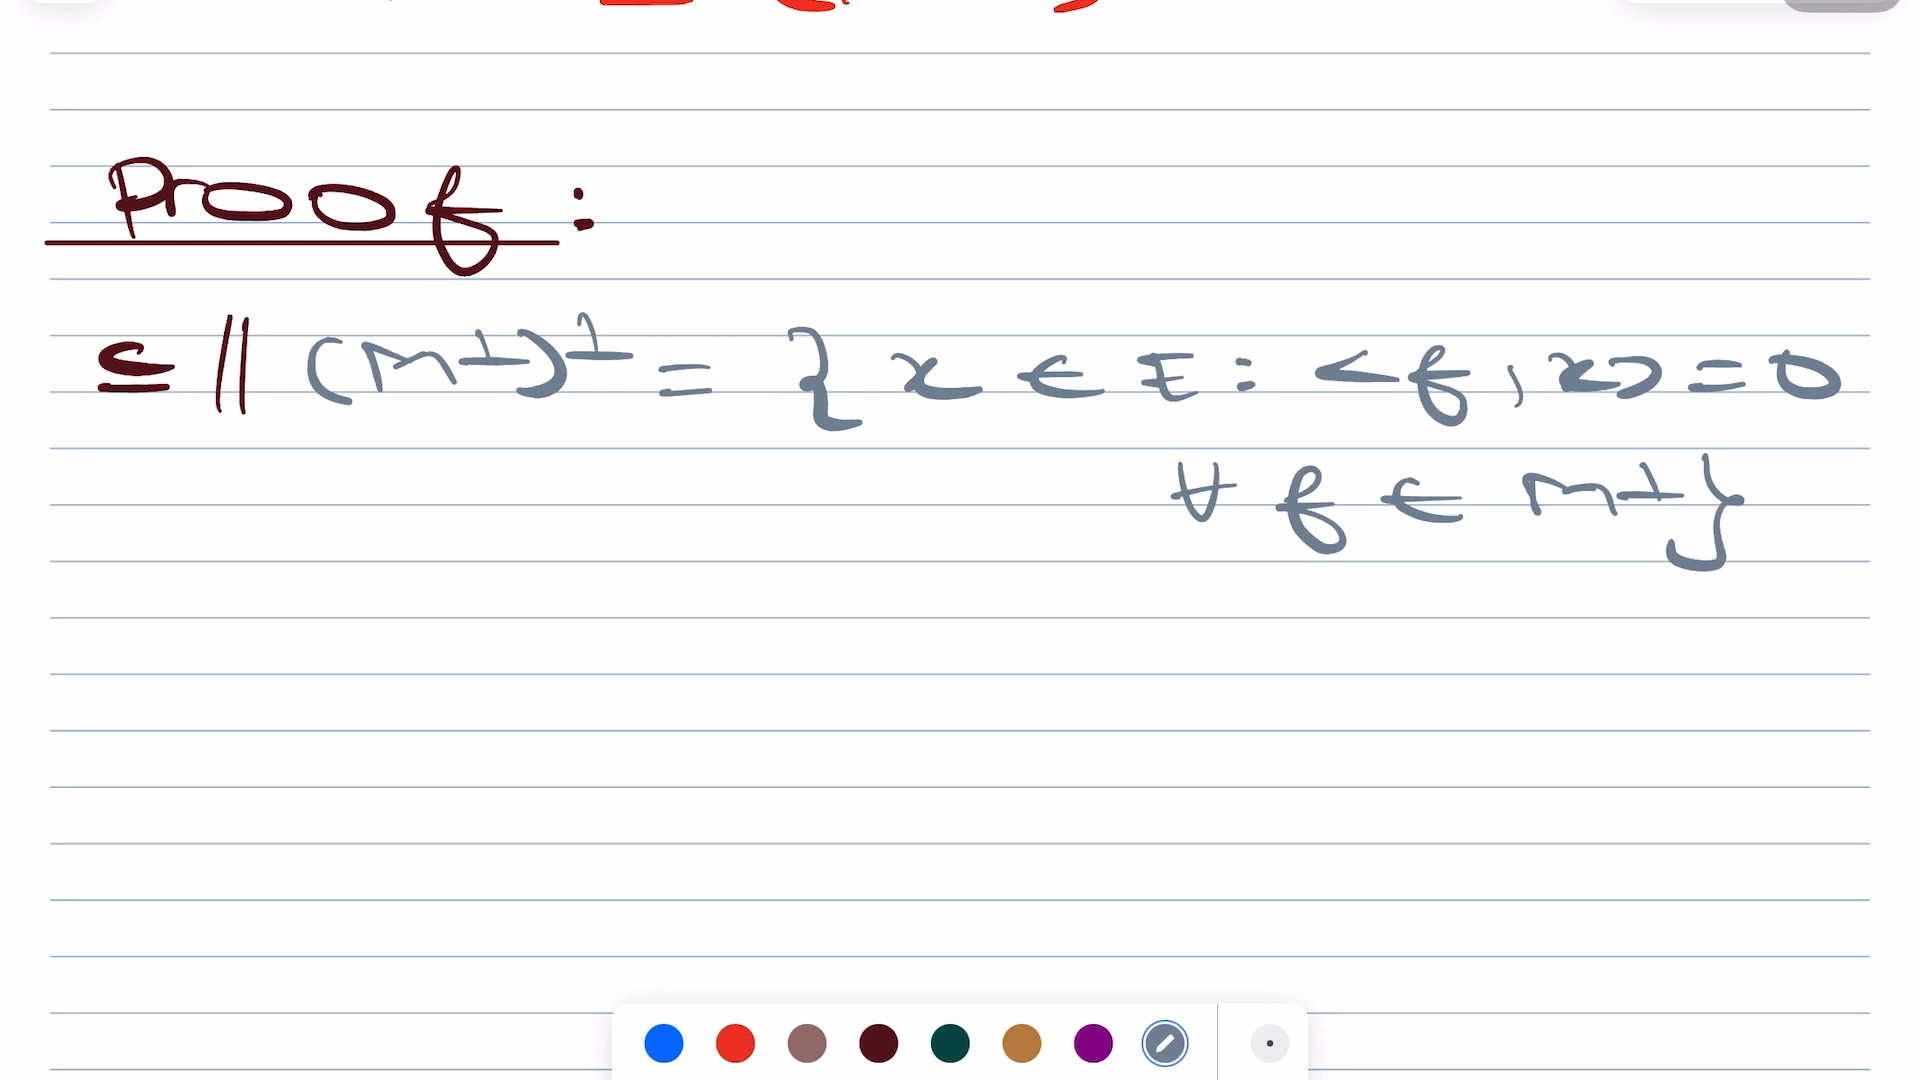 Proof :
⊆ || (M⊥)⊥ = { x ∈ E : <f , x> = 0
∀ f ∈ M⊥}